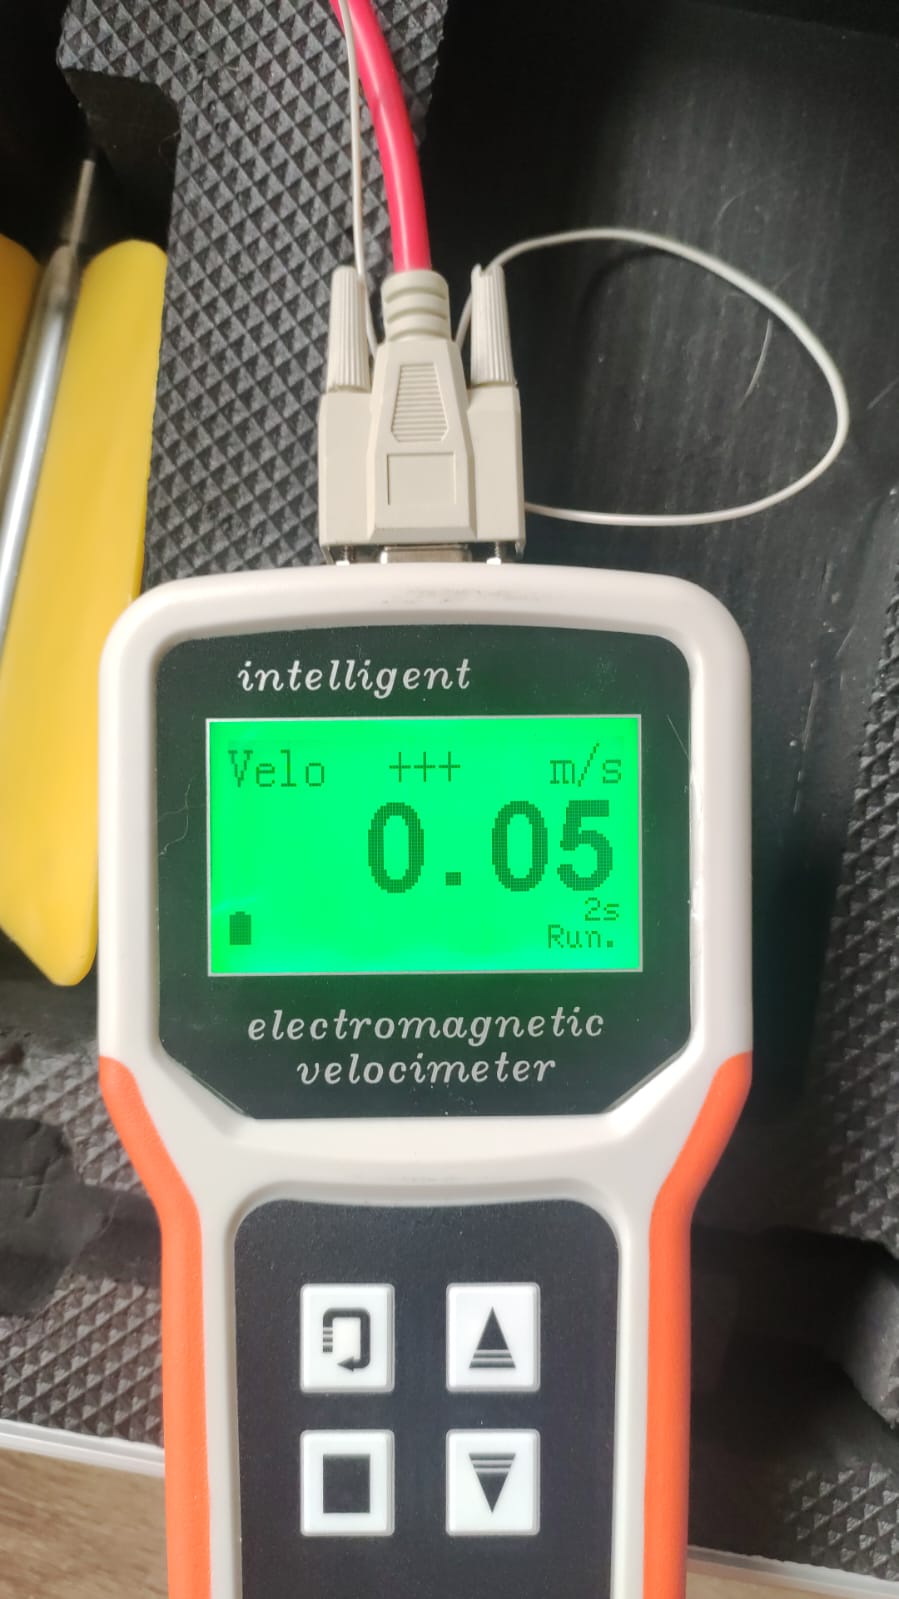 intelligent
Velo +++ m/s
0.05
2s
Run.
electromagnetic
velocimeter